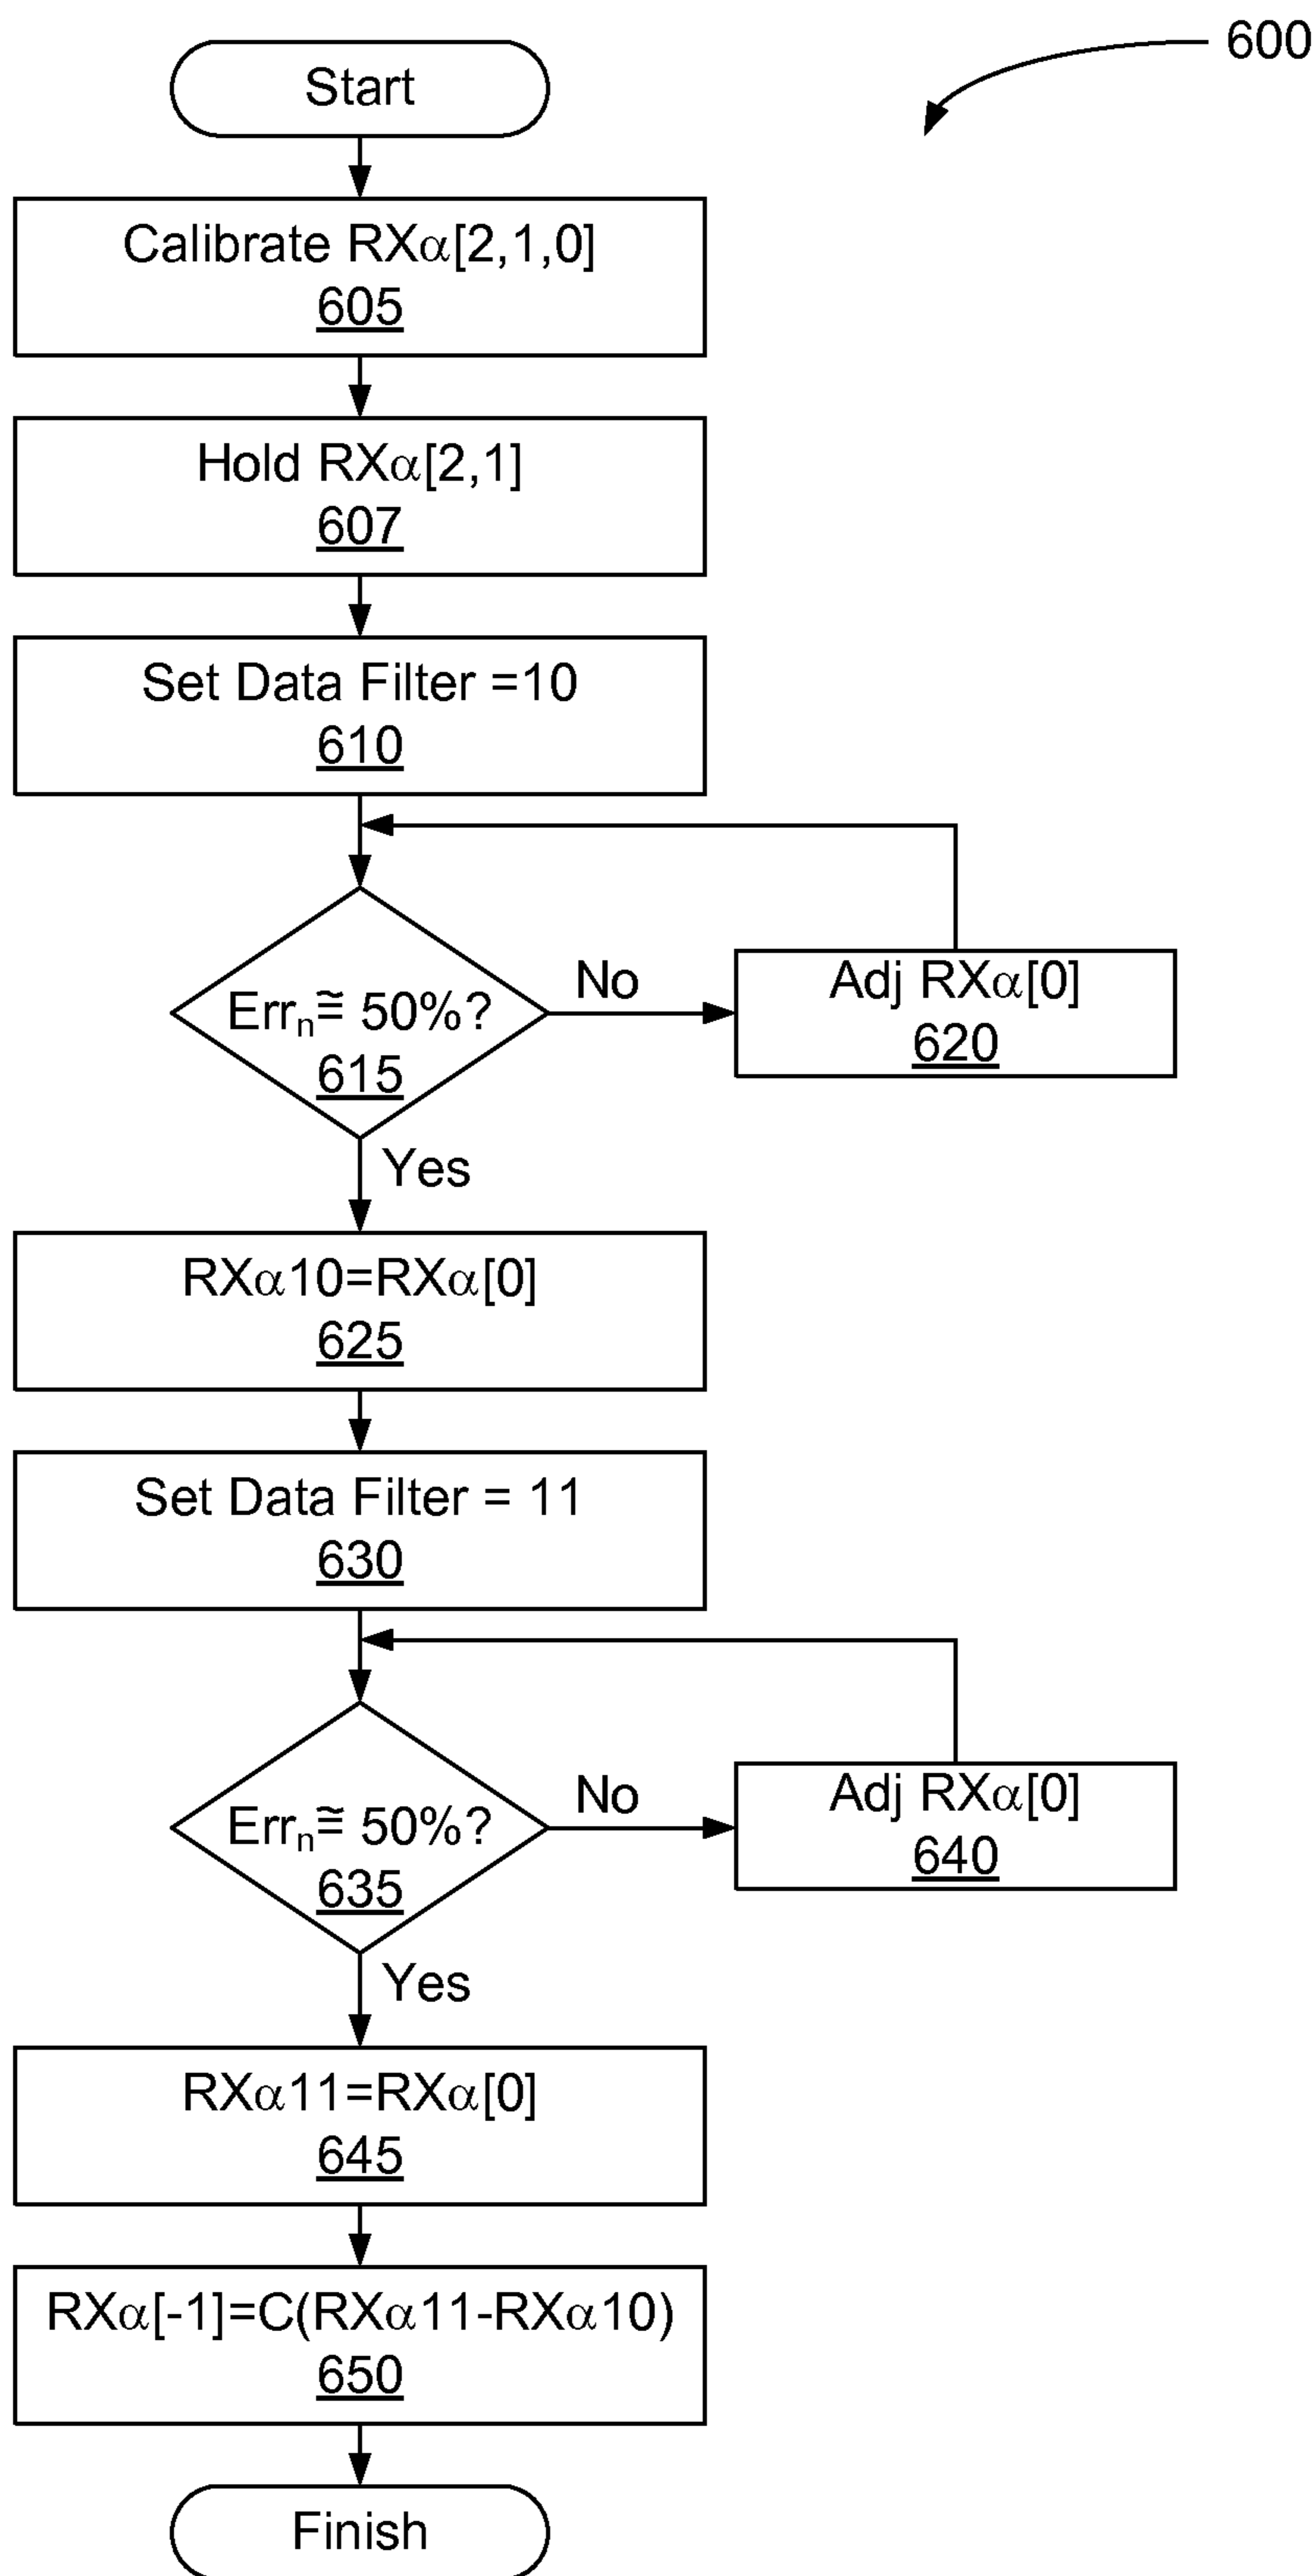 600
Start
Calibrate RXα[2,1,0]
605
Hold RXα[2,1]
607
Set Data Filter =10
610
Errₙ≅ 50%?
615
No
Adj RXα[0]
620
Yes
RXα10=RXα[0]
625
Set Data Filter = 11
630
Errₙ≅ 50%?
635
No
Adj RXα[0]
640
Yes
RXα11=RXα[0]
645
RXα[-1]=C(RXα11-RXα10)
650
Finish